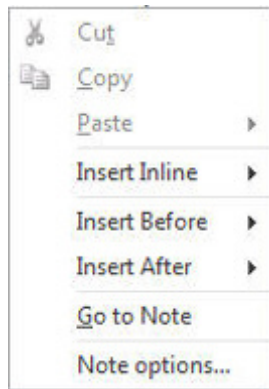 Cut
Copy
Paste
Insert Inline
Insert Before
Insert After
Go to Note
Note options...